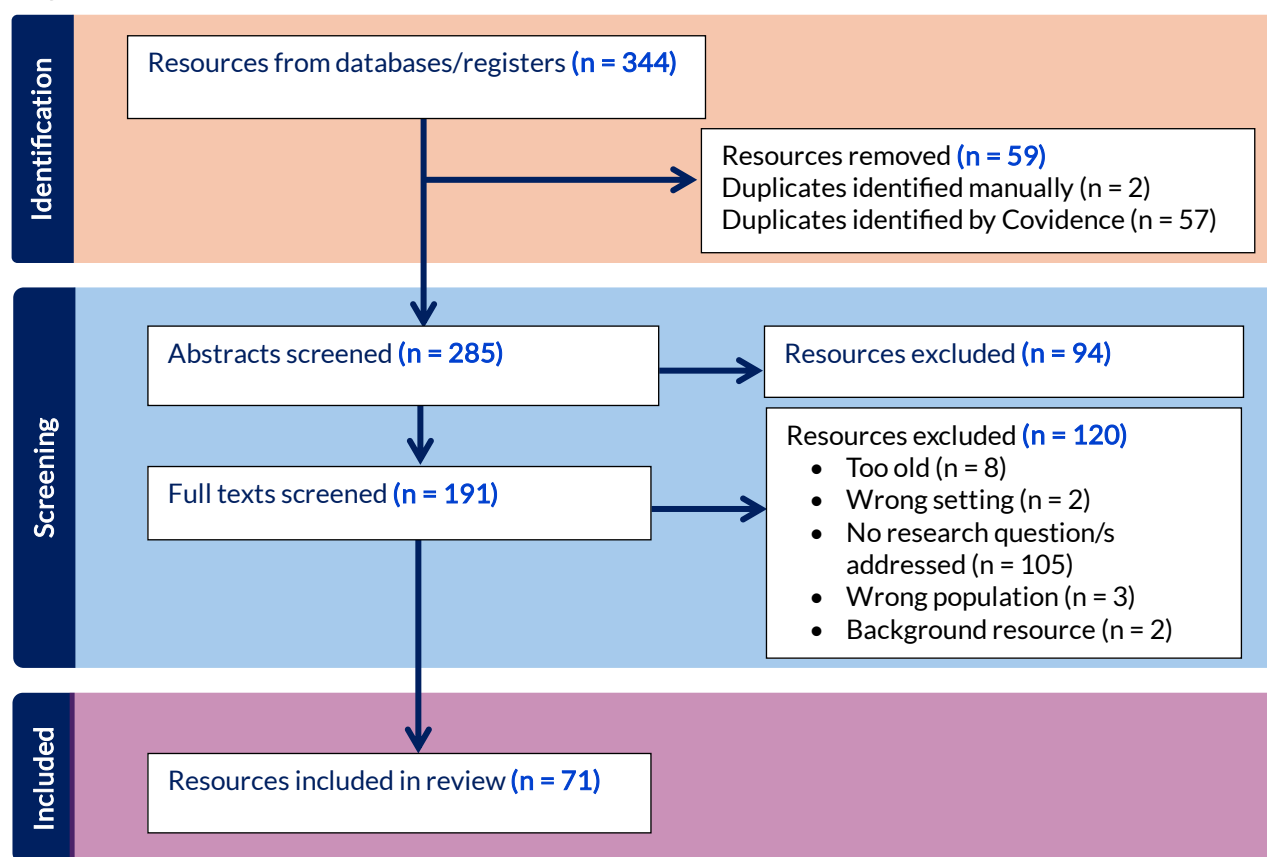 Identification
Resources from databases/registers (n = 344)
Resources removed (n = 59)
Duplicates identified manually (n = 2)
Duplicates identified by Covidence (n = 57)
Screening
Abstracts screened (n = 285)
Resources excluded (n = 94)
Full texts screened (n = 191)
Resources excluded (n = 120)
• Too old (n = 8)
• Wrong setting (n = 2)
• No research question/s
addressed (n = 105)
• Wrong population (n = 3)
• Background resource (n = 2)
Included
Resources included in review (n = 71)